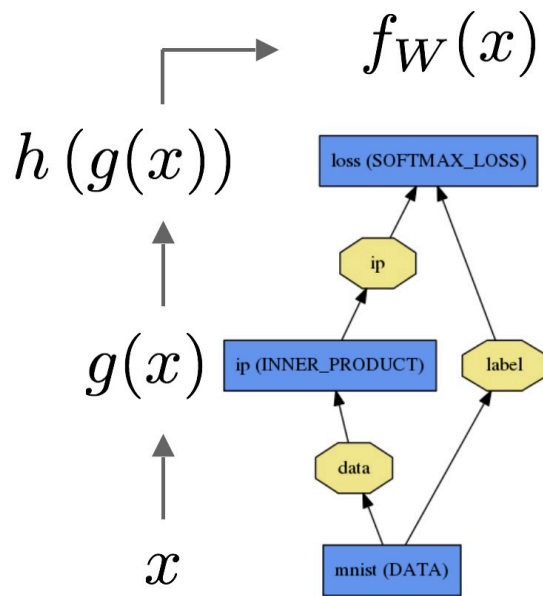 f_W(x)
h (g(x))
loss (SOFTMAX_LOSS)
ip
g(x)
ip (INNER_PRODUCT)
label
data
x
mnist (DATA)